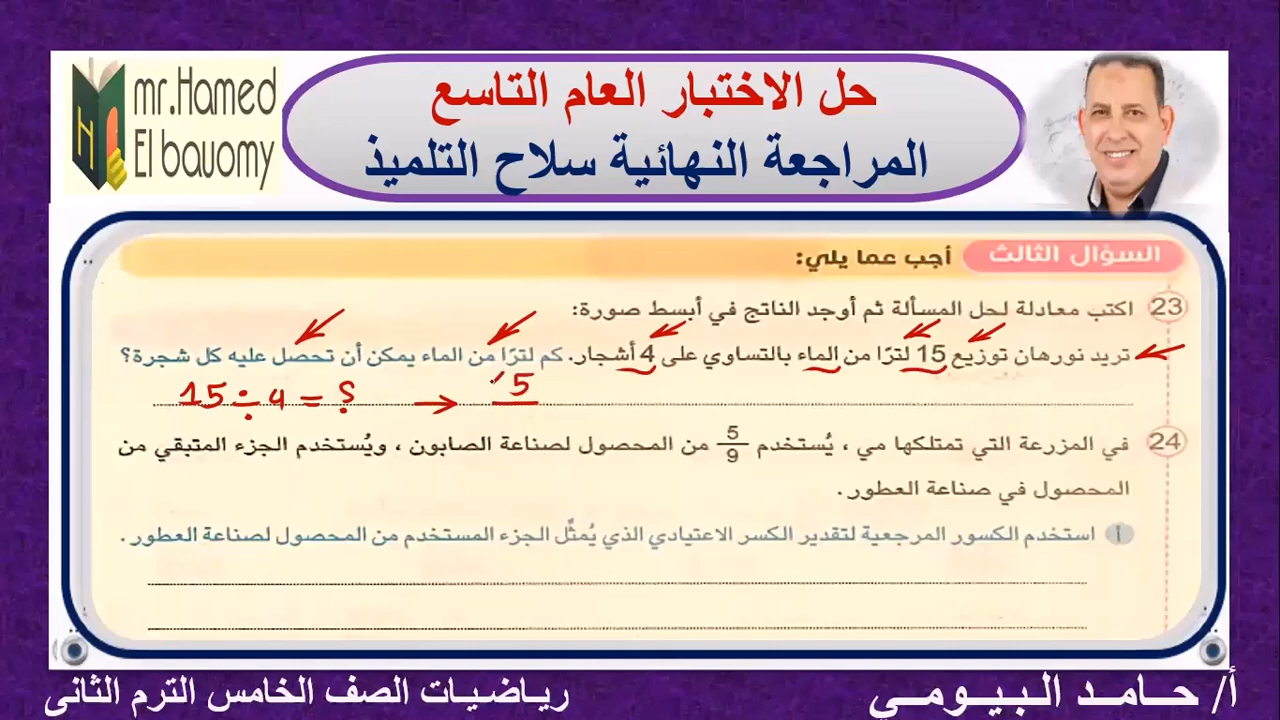 mr.Hamed
El bauomy
H
حل الاختبار العام التاسع
المراجعة النهائية سلاح التلميذ
السؤال الثالث أجب عما يلي:
23 اكتب معادلة لحل المسألة ثم أوجد الناتج في أبسط صورة:
تريد نورهان توزيع 15 لترًا من الماء بالتساوي على 4 أشجار. كم لترًا من الماء يمكن أن تحصل عليه كل شجرة؟
15 ÷ 4 = ؟ → 15
24 في المزرعة التي تمتلكها مي ، يُستخدم 5/9 من المحصول لصناعة الصابون ، ويُستخدم الجزء المتبقي من
المحصول في صناعة العطور.
أ استخدم الكسور المرجعية لتقدير الكسر الاعتيادي الذي يُمثِّل الجزء المستخدم من المحصول لصناعة العطور.
أ/ حامد البيومي
رياضيات الصف الخامس الترم الثانى